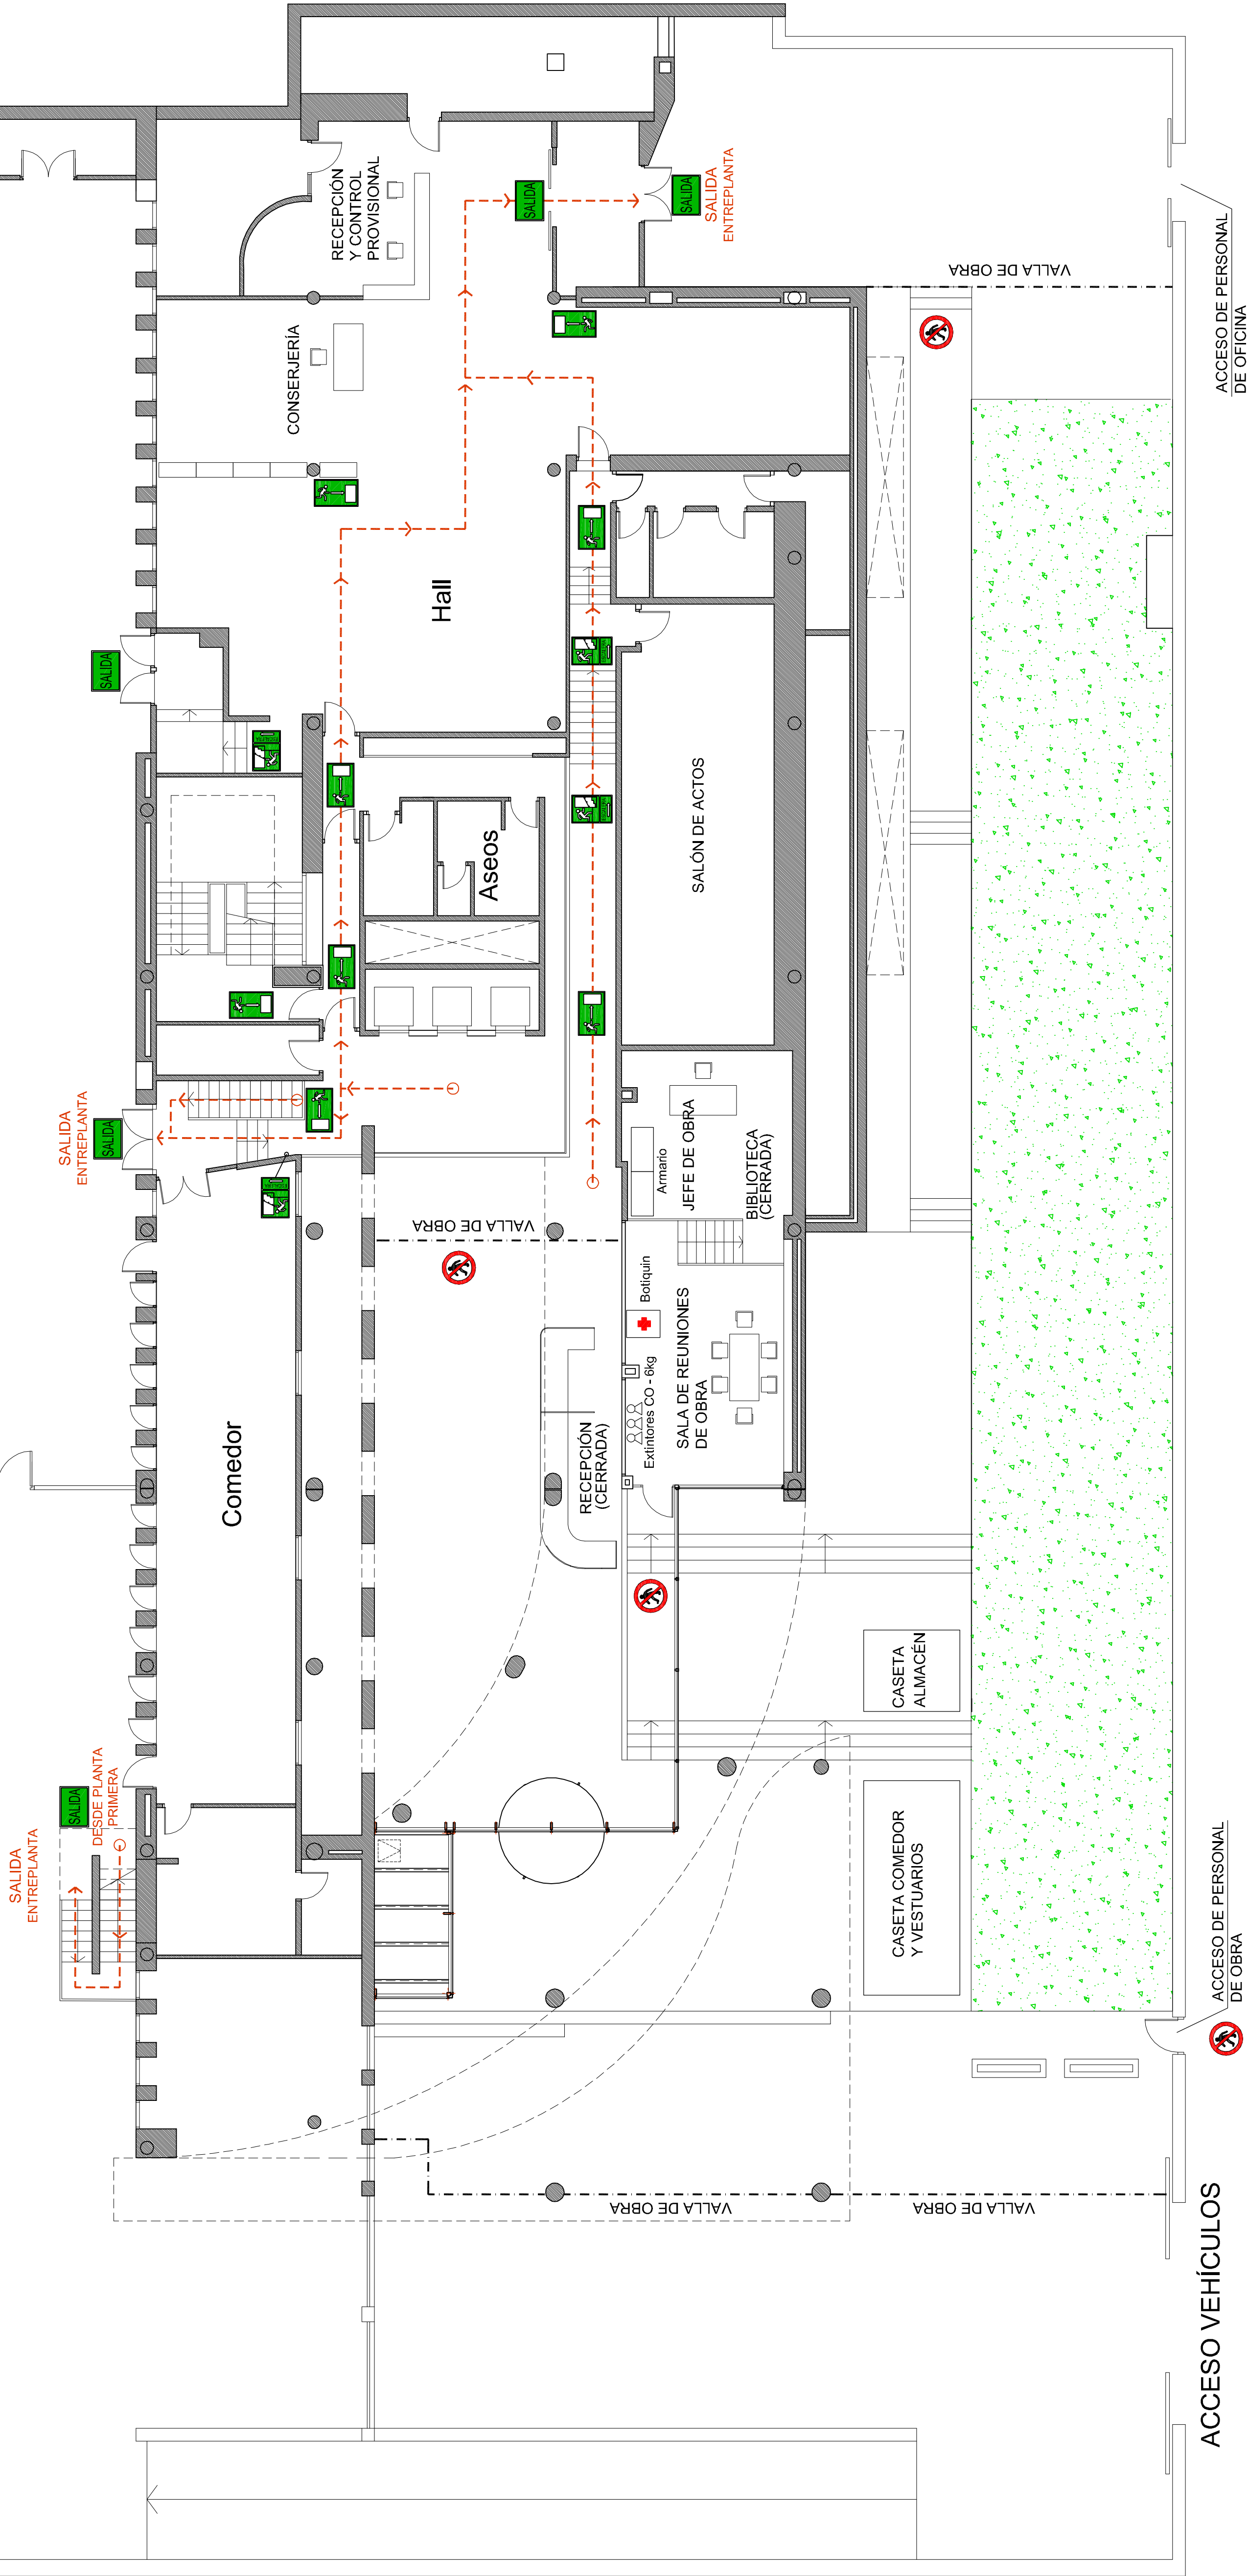 RECEPCIÓN
Y CONTROL
PROVISIONAL
SALIDA
SALIDA
SALIDA
ENTREPLANTA
VALLA DE OBRA
ACCESO DE PERSONAL
DE OFICINA
CONSERJERÍA
Hall
SALIDA
Aseos
SALÓN DE ACTOS
SALIDA
ENTREPLANTA
SALIDA
Armario
JEFE DE OBRA
BIBLIOTECA
(CERRADA)
VALLA DE OBRA
Botiquin
Extintores CO - 6kg
SALA DE REUNIONES
DE OBRA
RECEPCIÓN
(CERRADA)
Comedor
CASETA
ALMACÉN
SALIDA
ENTREPLANTA
SALIDA
DESDE PLANTA
PRIMERA
CASETA COMEDOR
Y VESTUARIOS
ACCESO DE PERSONAL
DE OBRA
VALLA DE OBRA
VALLA DE OBRA
ACCESO VEHÍCULOS